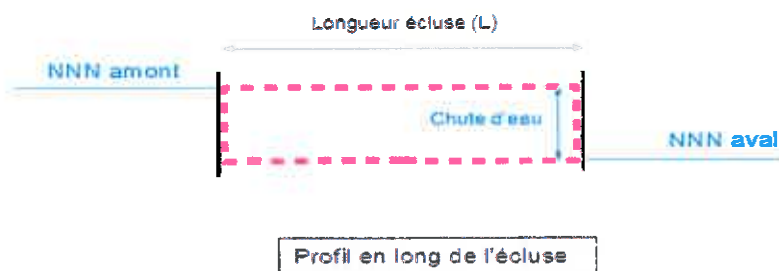 Longueur écluse (L)
NNN amont
Chute d'eau
NNN aval
Profil en long de l'écluse